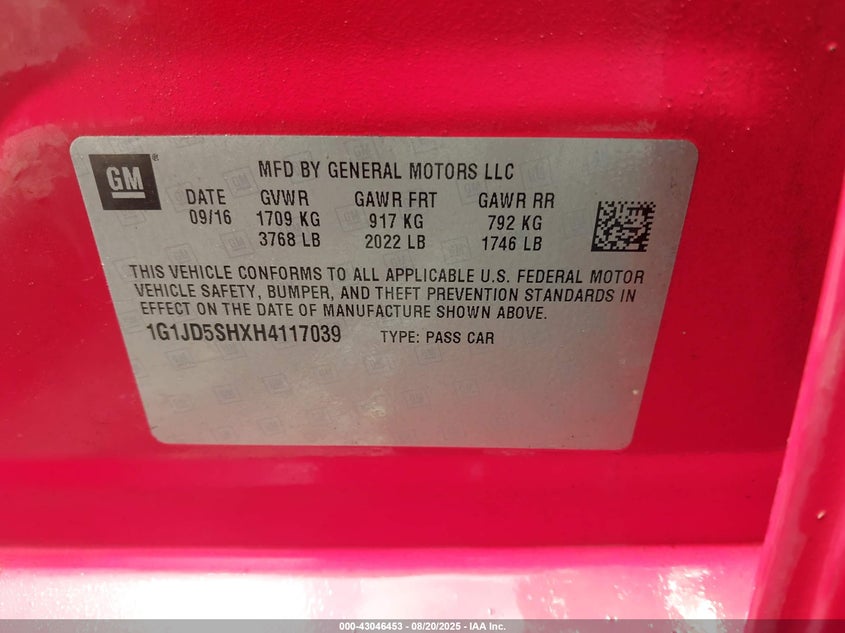 GM ®
MFD BY GENERAL MOTORS LLC
DATE GVWR GAWR FRT GAWR RR
09/16 1709 KG 917 KG 792 KG
3768 LB 2022 LB 1746 LB
THIS VEHICLE CONFORMS TO ALL APPLICABLE U.S. FEDERAL MOTOR
VEHICLE SAFETY, BUMPER, AND THEFT PREVENTION STANDARDS IN
EFFECT ON THE DATE OF MANUFACTURE SHOWN ABOVE.
1G1JD5SHXH4117039 TYPE: PASS CAR
000-43046453 - 08/20/2025 - IAA Inc.